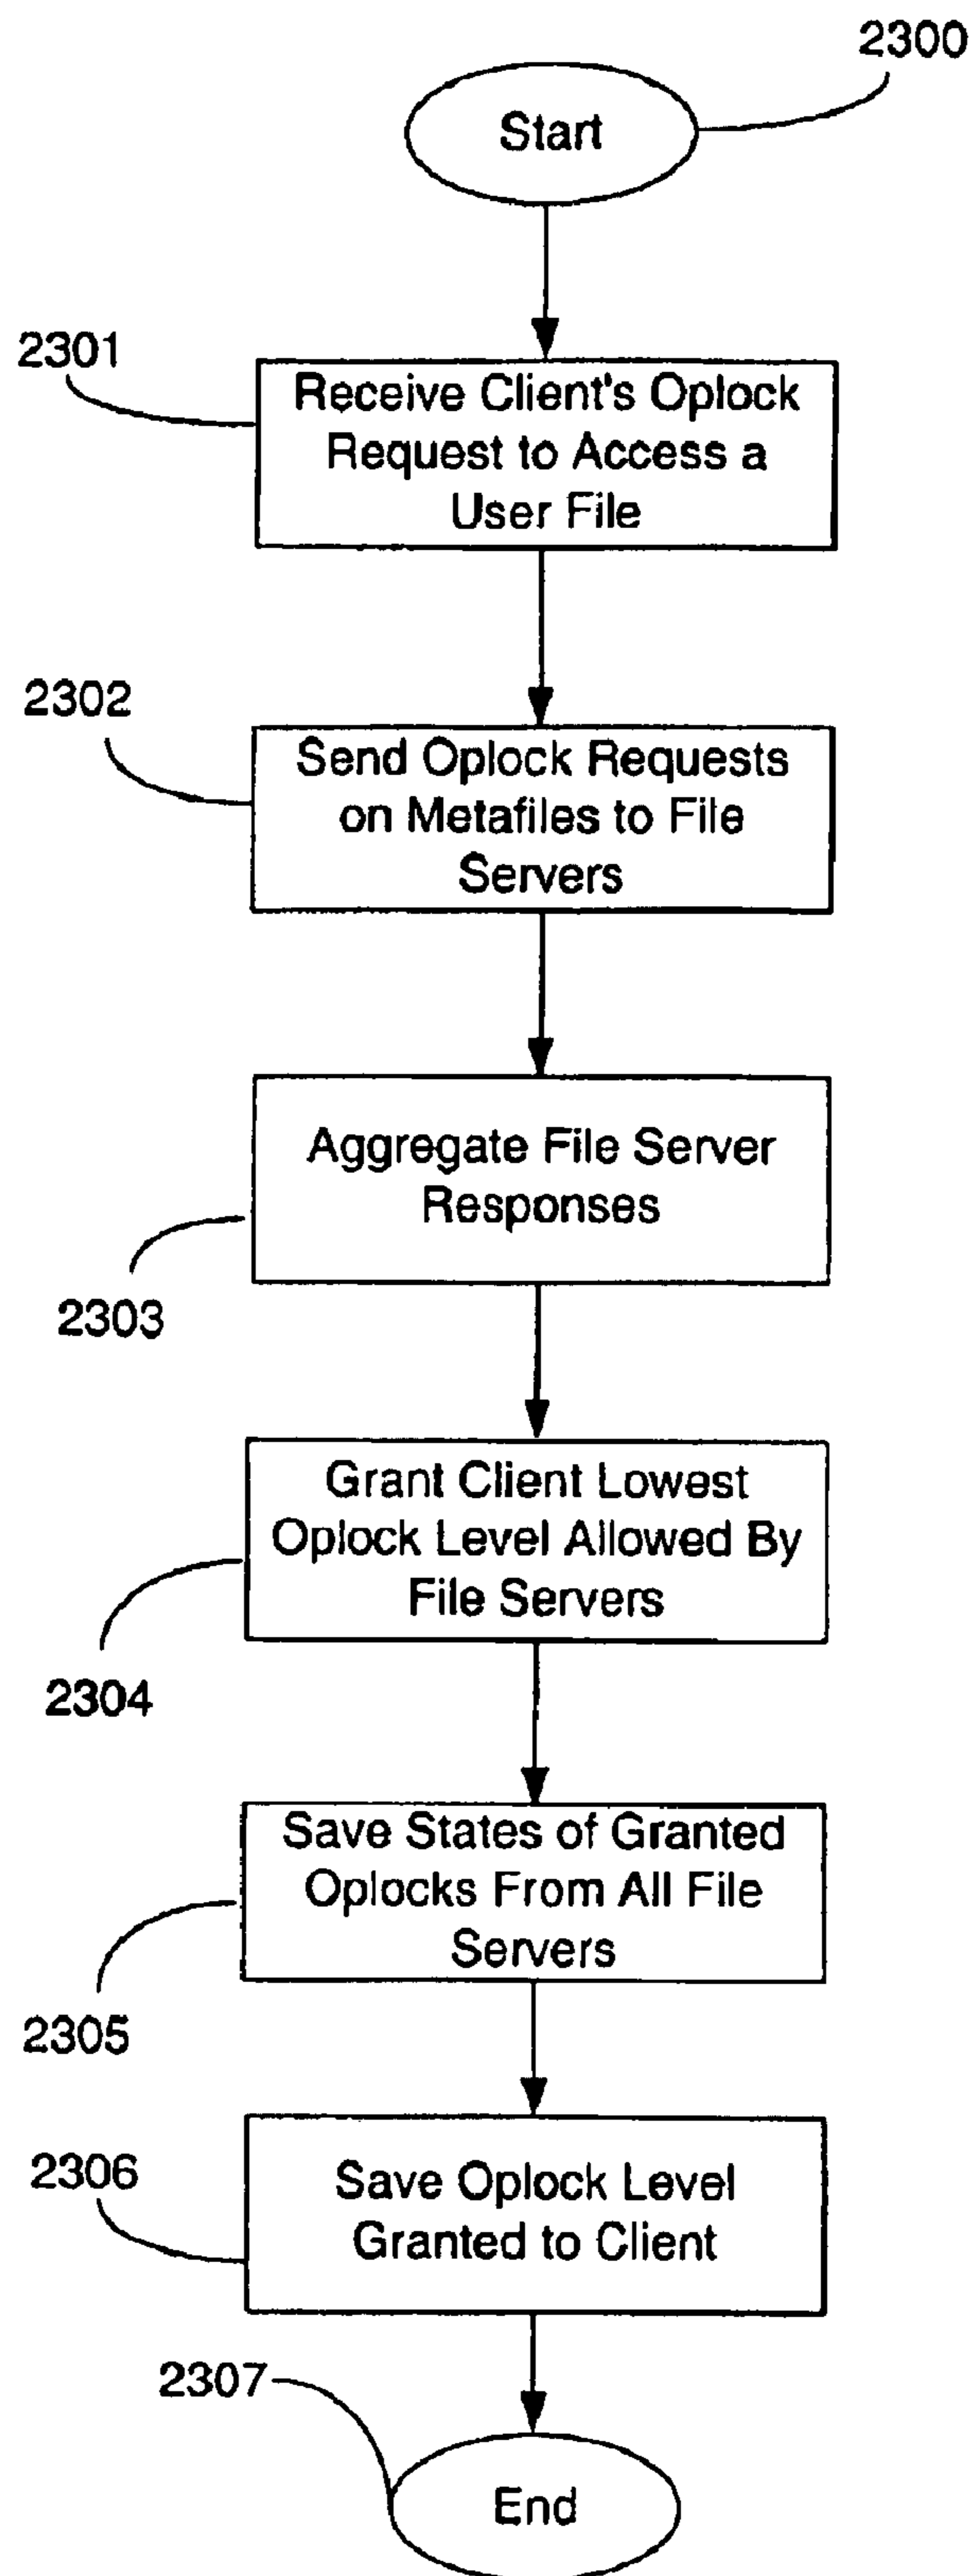 2300
Start
2301
Receive Client's Oplock
Request to Access a
User File
2302
Send Oplock Requests
on Metafiles to File
Servers
Aggregate File Server
Responses
2303
Grant Client Lowest
Oplock Level Allowed By
File Servers
2304
Save States of Granted
Oplocks From All File
Servers
2305
2306
Save Oplock Level
Granted to Client
2307
End